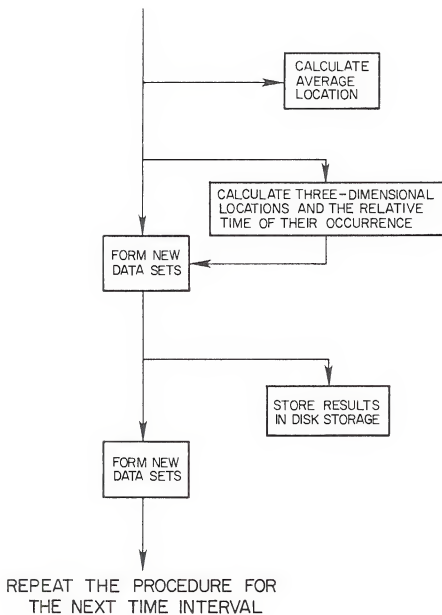 CALCULATE
AVERAGE
LOCATION
CALCULATE THREE-DIMENSIONAL
LOCATIONS AND THE RELATIVE
TIME OF THEIR OCCURRENCE
FORM NEW
DATA SETS
STORE RESULTS
IN DISK STORAGE
FORM NEW
DATA SETS
REPEAT THE PROCEDURE FOR
THE NEXT TIME INTERVAL